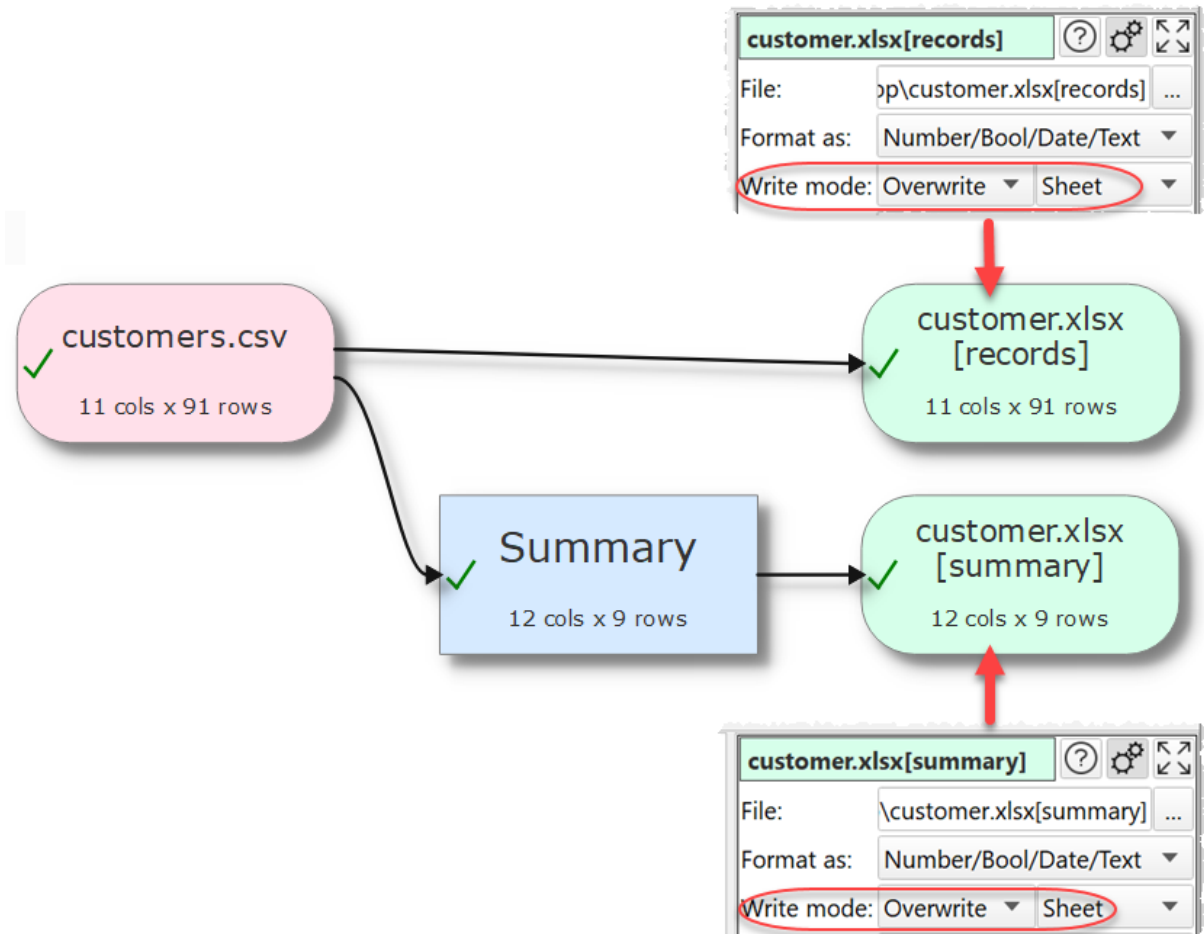 customer.xlsx[records]
File: op\customer.xlsx[records] ...
Format as: Number/Bool/Date/Text
Write mode: Overwrite Sheet
customers.csv
11 cols x 91 rows
customer.xlsx
[records]
11 cols x 91 rows
Summary
12 cols x 9 rows
customer.xlsx
[summary]
12 cols x 9 rows
customer.xlsx[summary]
File: \customer.xlsx[summary] ...
Format as: Number/Bool/Date/Text
Write mode: Overwrite Sheet